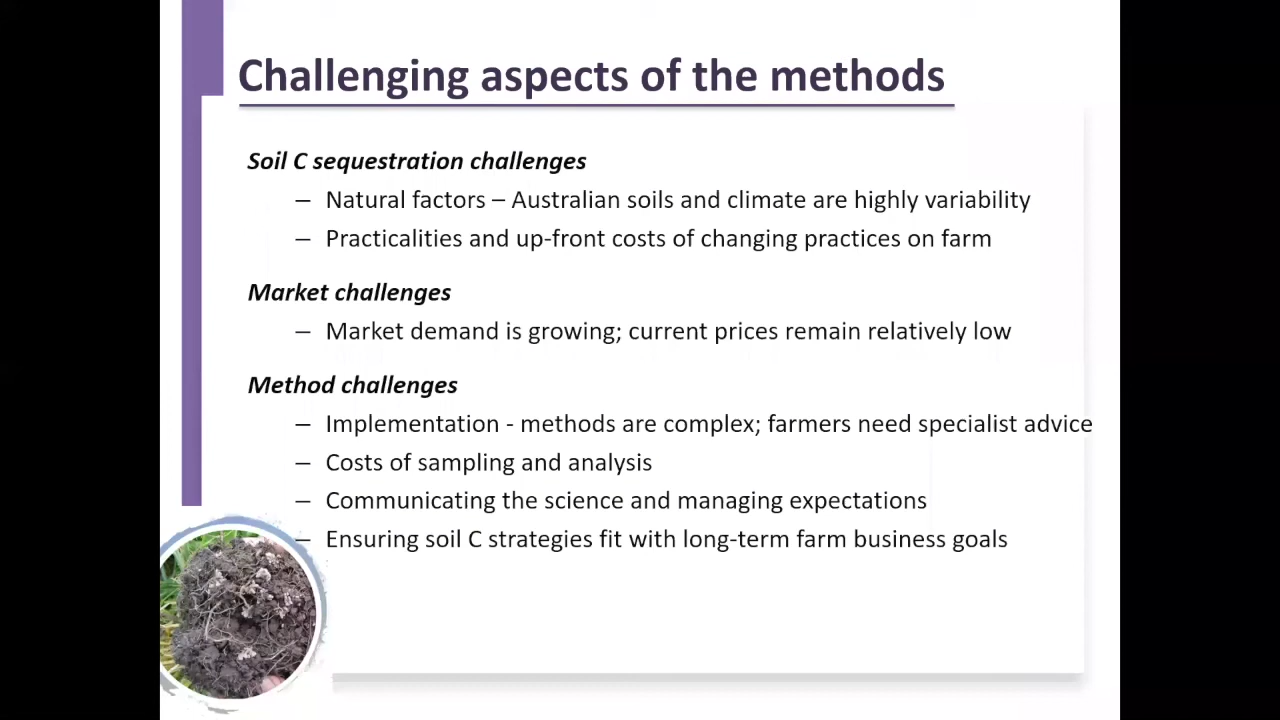 Challenging aspects of the methods
Soil C sequestration challenges
– Natural factors – Australian soils and climate are highly variability
– Practicalities and up-front costs of changing practices on farm
Market challenges
– Market demand is growing; current prices remain relatively low
Method challenges
– Implementation - methods are complex; farmers need specialist advice
– Costs of sampling and analysis
– Communicating the science and managing expectations
– Ensuring soil C strategies fit with long-term farm business goals